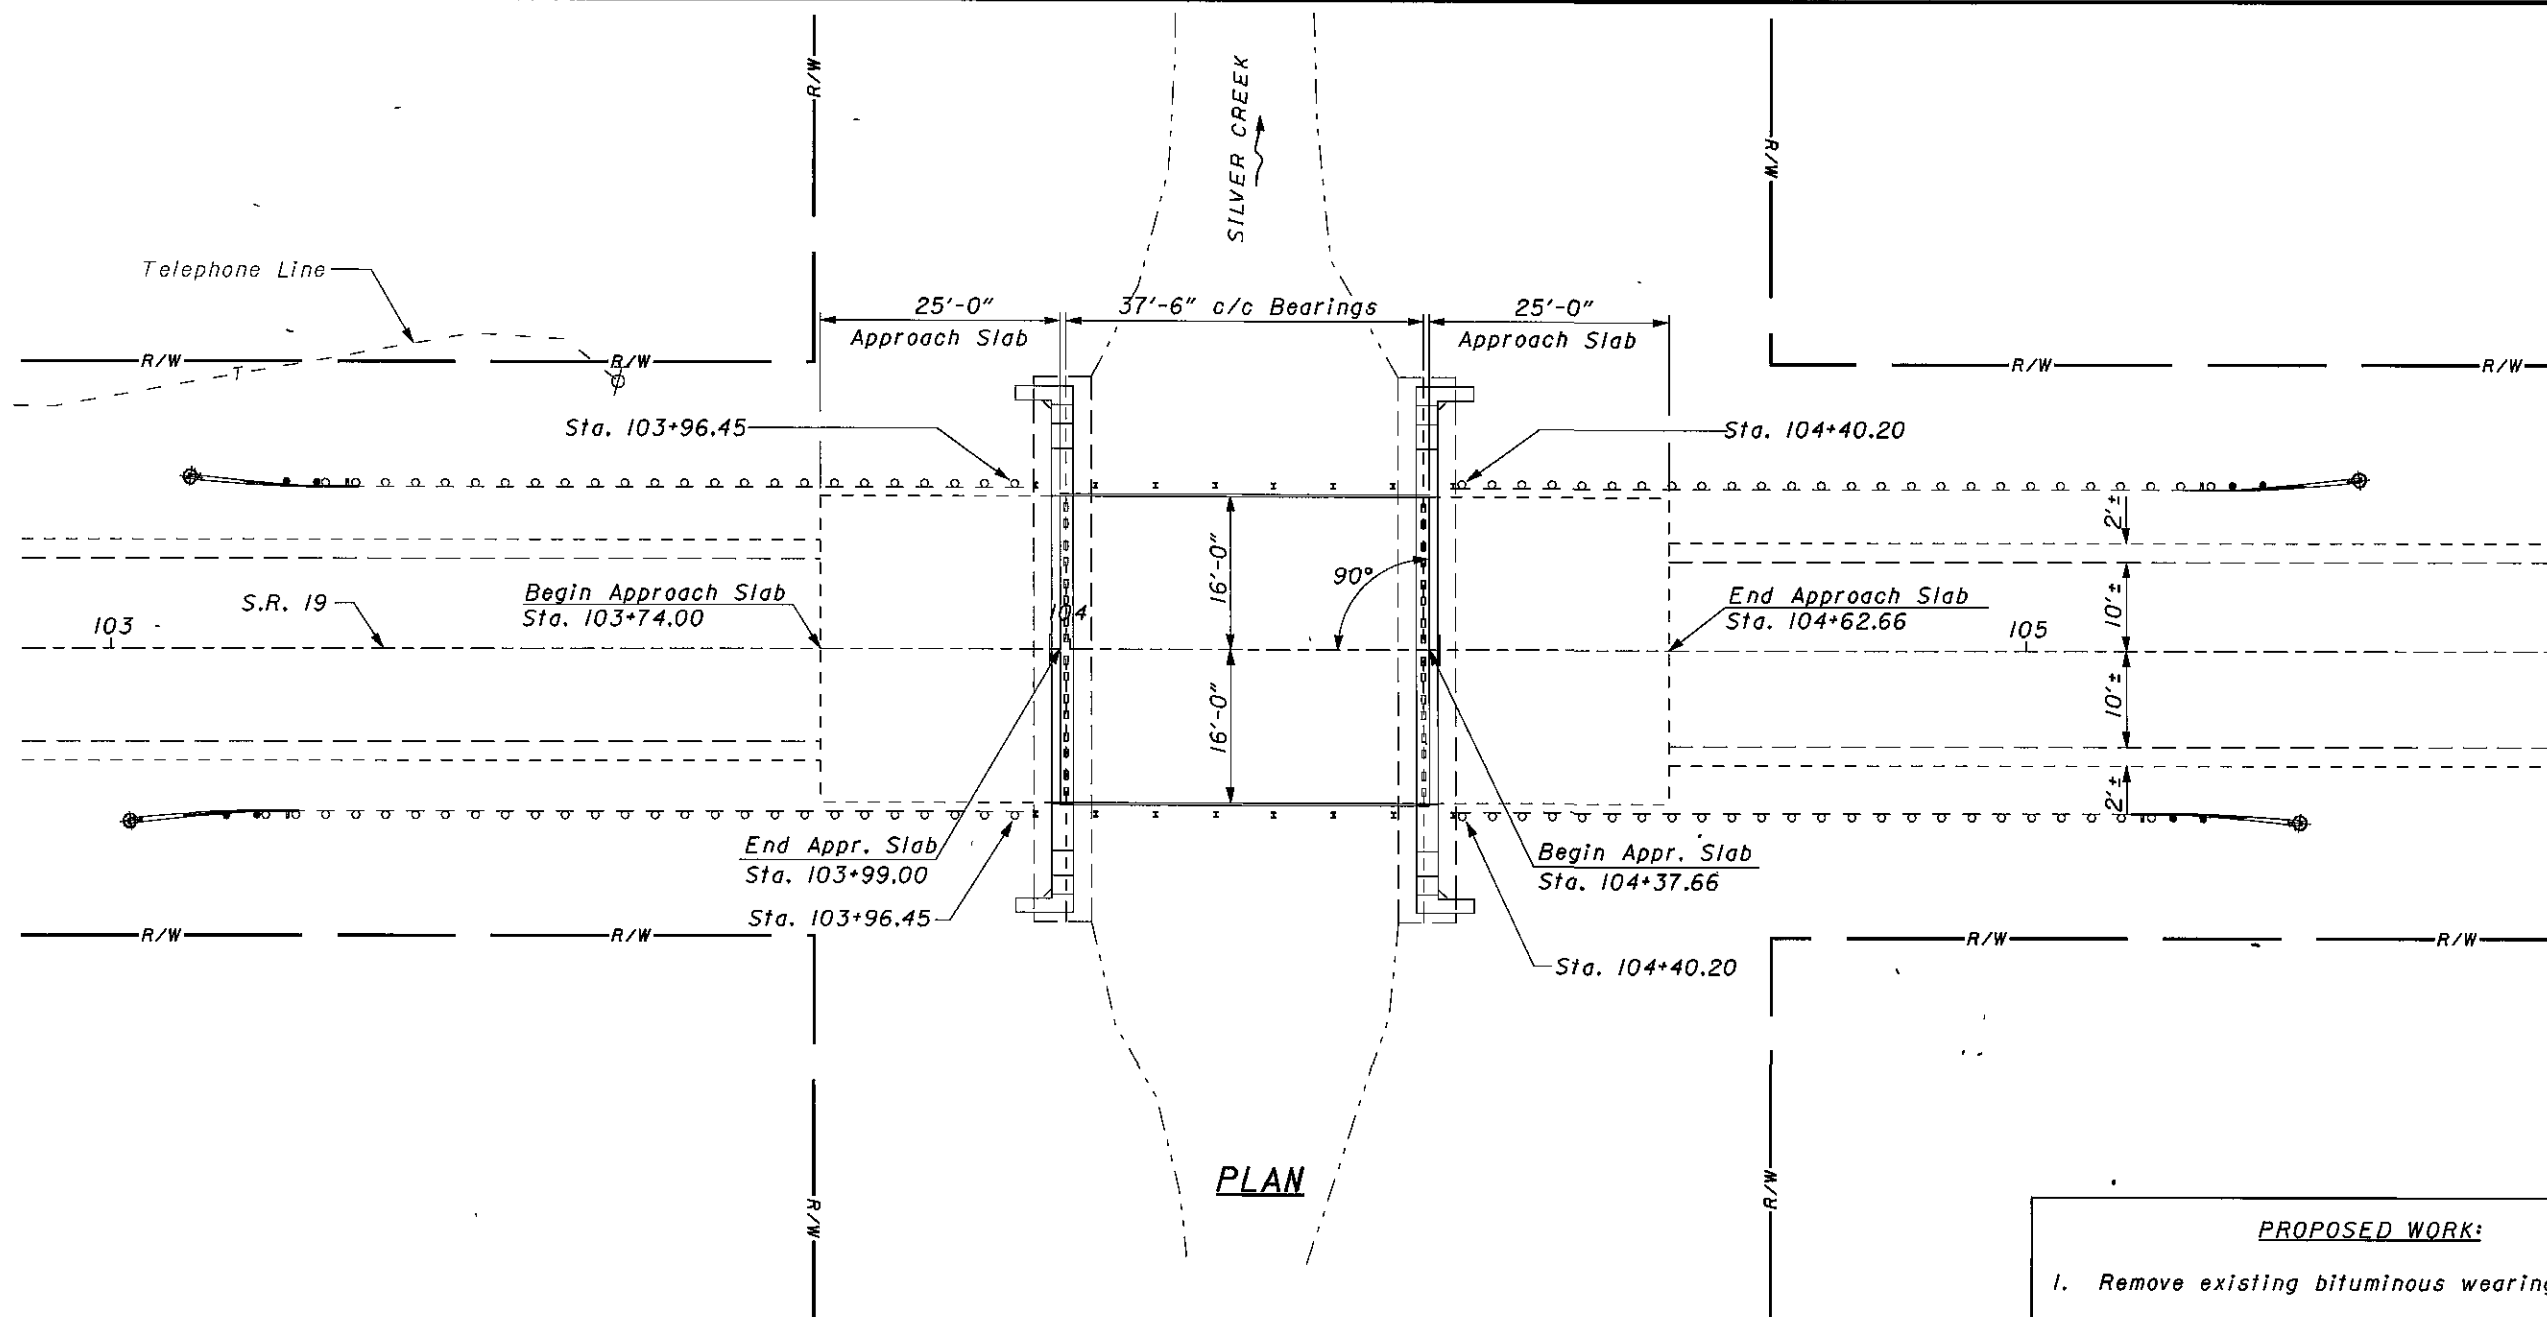 R/W
R/W
SILVER CREEK
Telephone Line
25'-0"
Approach Slab
37'-6" c/c Bearings
25'-0"
Approach Slab
R/W
R/W
R/W
R/W
T
Sta. 103+96.45
Sta. 104+40.20
2'±
16'-0"
90°
10'±
S.R. 19
Begin Approach Slab
Sta. 103+74.00
104
End Approach Slab
Sta. 104+62.66
103
105
16'-0"
10'±
2'±
End Appr. Slab
Sta. 103+99.00
Begin Appr. Slab
Sta. 104+37.66
Sta. 103+96.45
R/W
R/W
R/W
R/W
Sta. 104+40.20
PLAN
R/W
R/W
PROPOSED WORK:
1. Remove existing bituminous wearing